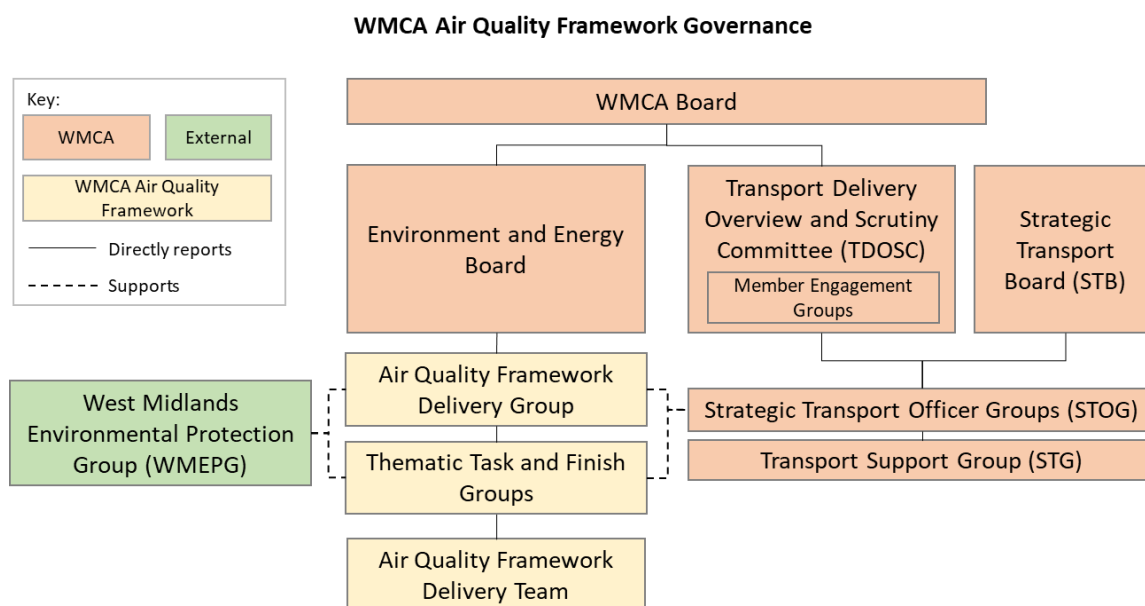 WMCA Air Quality Framework Governance
Key:
WMCA
External
WMCA Air Quality
Framework
Directly reports
Supports
WMCA Board
Environment and Energy
Board
Transport Delivery
Overview and Scrutiny
Committee (TDOSC)
Member Engagement
Groups
Strategic
Transport
Board (STB)
West Midlands
Environmental Protection
Group (WMEPG)
Air Quality Framework
Delivery Group
Thematic Task and Finish
Groups
Air Quality Framework
Delivery Team
Strategic Transport Officer Groups (STOG)
Transport Support Group (STG)